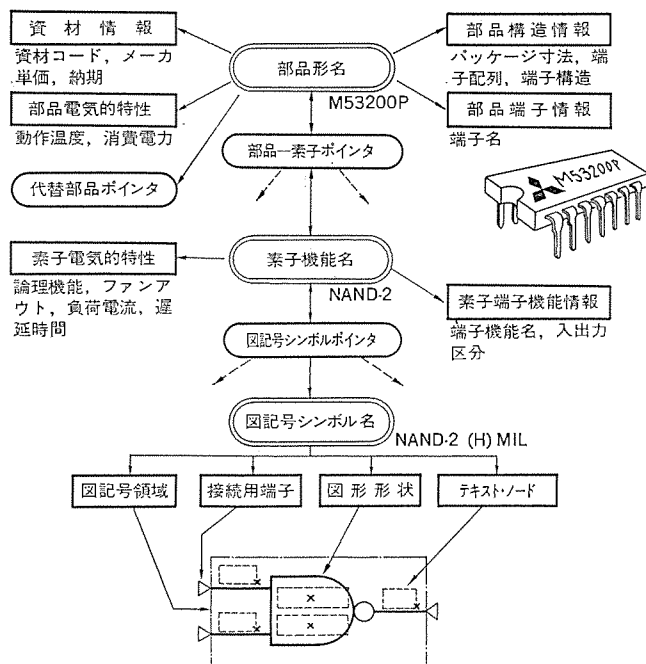 資材情報
資材コード，メーカ
単価，納期
部品電気的特性
動作温度，消費電力
代替部品ポインタ
部品形名
M53200P
部品構造情報
パッケージ寸法，端
子配列，端子構造
部品端子情報
端子名
部品—素子ポインタ
M53200P
素子電気的特性
論理機能，ファンア
ウト，負荷電流，遅
延時間
素子機能名
NAND-2
素子端子機能情報
端子機能名，入出力
区分
図記号シンボルポインタ
図記号シンボル名
NAND-2 (H) MIL
図記号領域
接続用端子
図形形状
テキスト・ノード